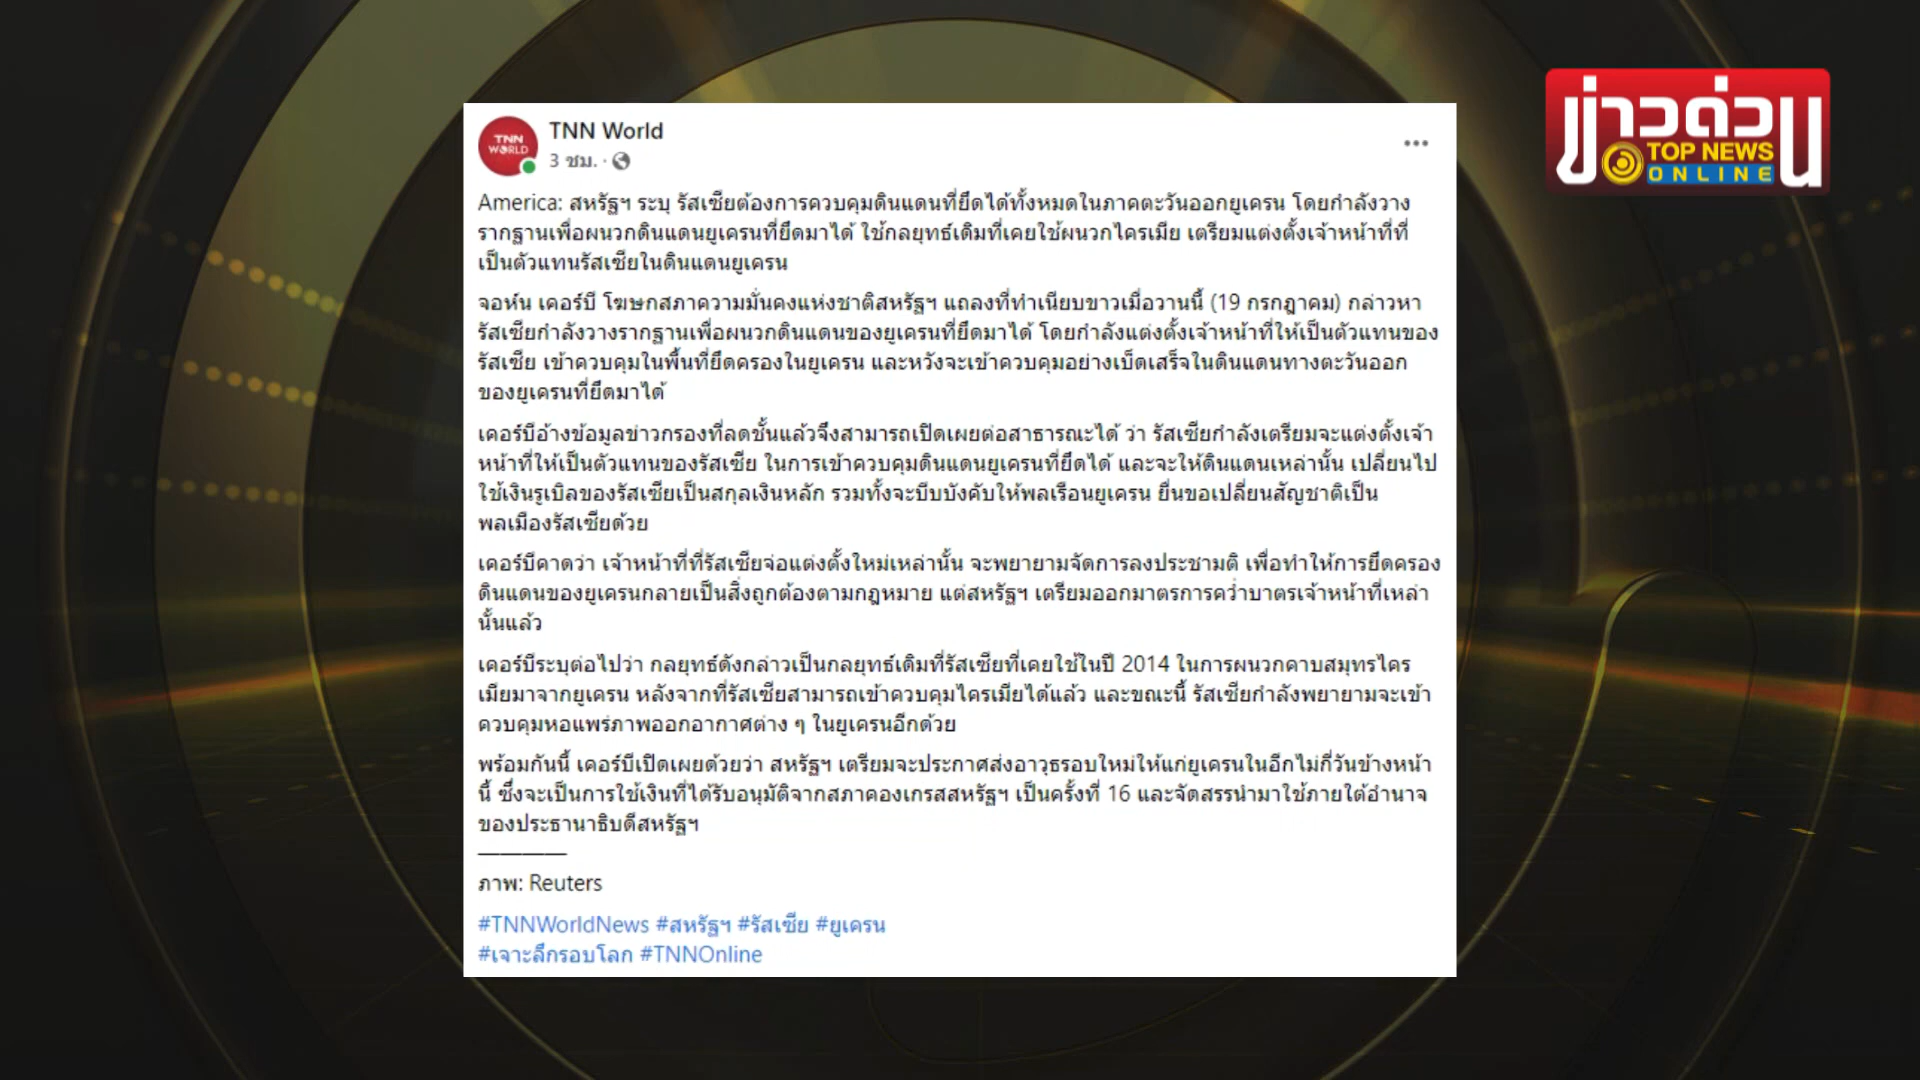 ข่าวด่วน
TOP NEWS
ONLINE
TNN
WORLD
TNN World
3 ชม. ·
America: สหรัฐฯ ระบุ รัสเซียต้องการควบคุมดินแดนที่ยึดได้ทั้งหมดในภาคตะวันออกยูเครน โดยกำลังวาง
รากฐานเพื่อผนวกดินแดนยูเครนที่ยึดมาได้ ใช้กลยุทธ์เดิมที่เคยใช้ผนวกไครเมีย เตรียมแต่งตั้งเจ้าหน้าที่ที่
เป็นตัวแทนรัสเซียในดินแดนยูเครน
จอห์น เคอร์บี โฆษกสภาความมั่นคงแห่งชาติสหรัฐฯ แถลงที่ทำเนียบขาวเมื่อวานนี้ (19 กรกฎาคม) กล่าวหา
รัสเซียกำลังวางรากฐานเพื่อผนวกดินแดนของยูเครนที่ยึดมาได้ โดยกำลังแต่งตั้งเจ้าหน้าที่ให้เป็นตัวแทนของ
รัสเซีย เข้าควบคุมในพื้นที่ยึดครองในยูเครน และหวังจะเข้าควบคุมอย่างเบ็ดเสร็จในดินแดนทางตะวันออก
ของยูเครนที่ยึดมาได้
เคอร์บีอ้างข้อมูลข่าวกรองที่ลดชั้นแล้วจึงสามารถเปิดเผยต่อสาธารณะได้ ว่า รัสเซียกำลังเตรียมจะแต่งตั้งเจ้า
หน้าที่ให้เป็นตัวแทนของรัสเซีย ในการเข้าควบคุมดินแดนยูเครนที่ยึดได้ และจะให้ดินแดนเหล่านั้น เปลี่ยนไป
ใช้เงินรูเบิลของรัสเซียเป็นสกุลเงินหลัก รวมทั้งจะบีบบังคับให้พลเรือนยูเครน ยื่นขอเปลี่ยนสัญชาติเป็น
พลเมืองรัสเซียด้วย
เคอร์บีคาดว่า เจ้าหน้าที่ที่รัสเซียจ่อแต่งตั้งใหม่เหล่านั้น จะพยายามจัดการลงประชามติ เพื่อทำให้การยึดครอง
ดินแดนของยูเครนกลายเป็นสิ่งถูกต้องตามกฎหมาย แต่สหรัฐฯ เตรียมออกมาตรการคว่ำบาตรเจ้าหน้าที่เหล่า
นั้นแล้ว
เคอร์บีระบุต่อไปว่า กลยุทธ์ดังกล่าวเป็นกลยุทธ์เดิมที่รัสเซียที่เคยใช้ในปี 2014 ในการผนวกคาบสมุทรไคร
เมียมาจากยูเครน หลังจากที่รัสเซียสามารถเข้าควบคุมไครเมียได้แล้ว และขณะนี้ รัสเซียกำลังพยายามจะเข้า
ควบคุมหอแพร่ภาพออกอากาศต่าง ๆ ในยูเครนอีกด้วย
พร้อมกันนี้ เคอร์บีเปิดเผยด้วยว่า สหรัฐฯ เตรียมจะประกาศส่งอาวุธรอบใหม่ให้แก่ยูเครนในอีกไม่กี่วันข้างหน้า
นี้ ซึ่งจะเป็นการใช้เงินที่ได้รับอนุมัติจากสภาคองเกรสสหรัฐฯ เป็นครั้งที่ 16 และจัดสรรนำมาใช้ภายใต้อำนาจ
ของประธานาธิบดีสหรัฐฯ
————
ภาพ: Reuters
#TNNWorldNews #สหรัฐฯ #รัสเซีย #ยูเครน
#เจาะลึกรอบโลก #TNNOnline